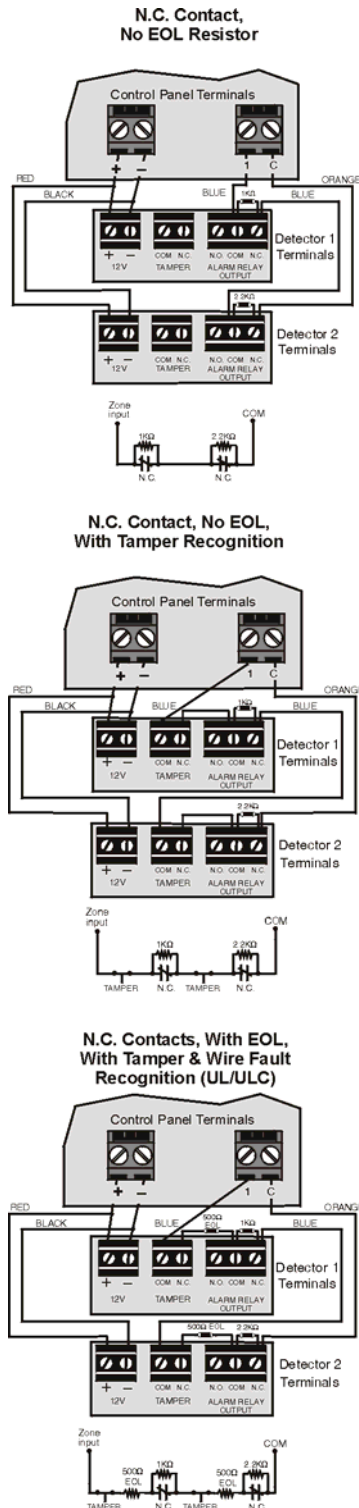 N.C. Contact,
No EOL Resistor
Control Panel Terminals
+ − 1 C
RED ORANGE
BLACK BLUE 1KΩ BLUE
Detector 1
Terminals
+ − COM N.C. N.O. COM N.C.
12V TAMPER ALARM RELAY
OUTPUT
2.2KΩ
Detector 2
Terminals
+ − COM N.C. N.O. COM N.C.
12V TAMPER ALARM RELAY
OUTPUT
Zone
input COM
1KΩ 2.2KΩ
N.C. N.C.
N.C. Contact, No EOL,
With Tamper Recognition
Control Panel Terminals
+ − 1 C
RED ORANGE
BLACK BLUE 1KΩ BLUE
Detector 1
Terminals
+ − COM N.C. N.O. COM N.C.
12V TAMPER ALARM RELAY
OUTPUT
2.2KΩ
Detector 2
Terminals
+ − COM N.C. N.O. COM N.C.
12V TAMPER ALARM RELAY
OUTPUT
Zone
input COM
1KΩ 2.2KΩ
TAMPER N.C. TAMPER N.C.
N.C. Contacts, With EOL,
With Tamper & Wire Fault
Recognition (UL/ULC)
Control Panel Terminals
+ − 1 C
RED ORANGE
BLACK BLUE 500Ω EOL 1KΩ BLUE
Detector 1
Terminals
+ − COM N.C. N.O. COM N.C.
12V TAMPER ALARM RELAY
OUTPUT
500Ω EOL 2.2KΩ
Detector 2
Terminals
+ − COM N.C. N.O. COM N.C.
12V TAMPER ALARM RELAY
OUTPUT
Zone
input COM
500Ω 1KΩ 500Ω 2.2KΩ
EOL EOL
TAMPER N.C. TAMPER N.C.